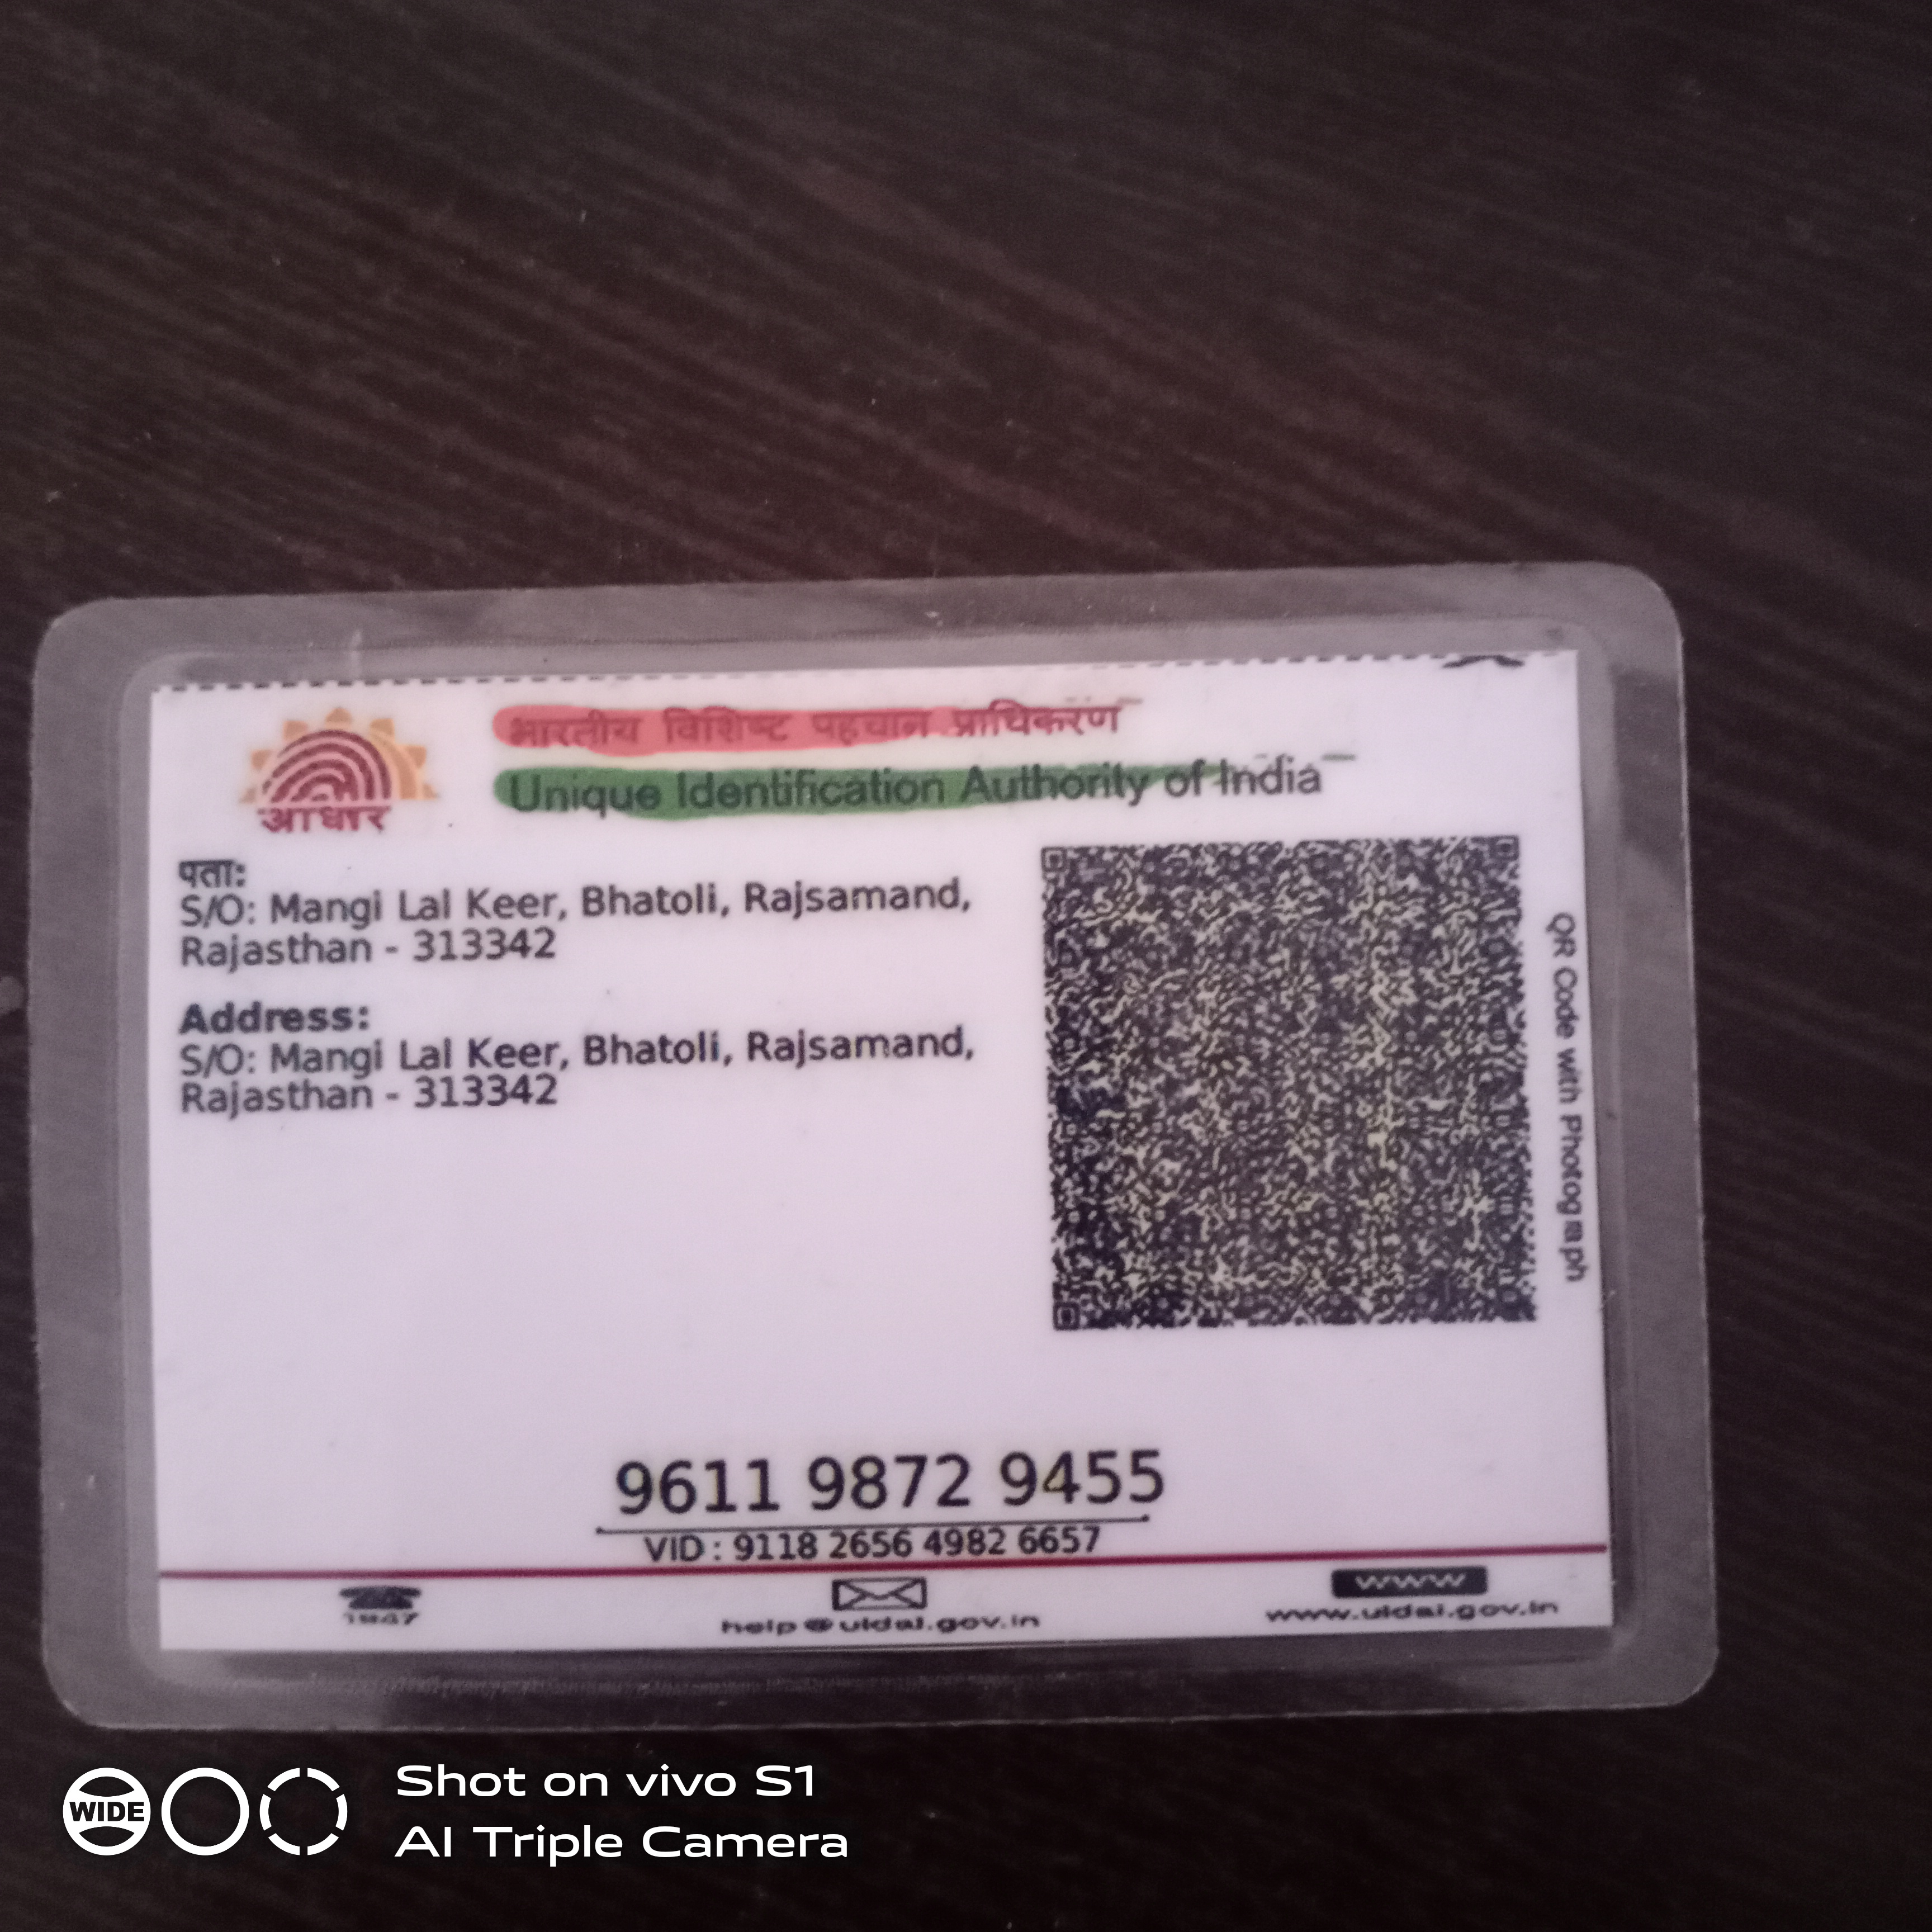 आधार
भारतीय विशिष्ट पहचान प्राधिकरण
Unique Identification Authority of India
पता:
S/O: Mangi Lal Keer, Bhatoli, Rajsamand,
Rajasthan - 313342
Address:
S/O: Mangi Lal Keer, Bhatoli, Rajsamand,
Rajasthan - 313342
QR Code with Photograph
9611 9872 9455
VID : 9118 2656 4982 6657
1947
help@uidai.gov.in
www
www.uidai.gov.in
WIDE
Shot on vivo S1
AI Triple Camera